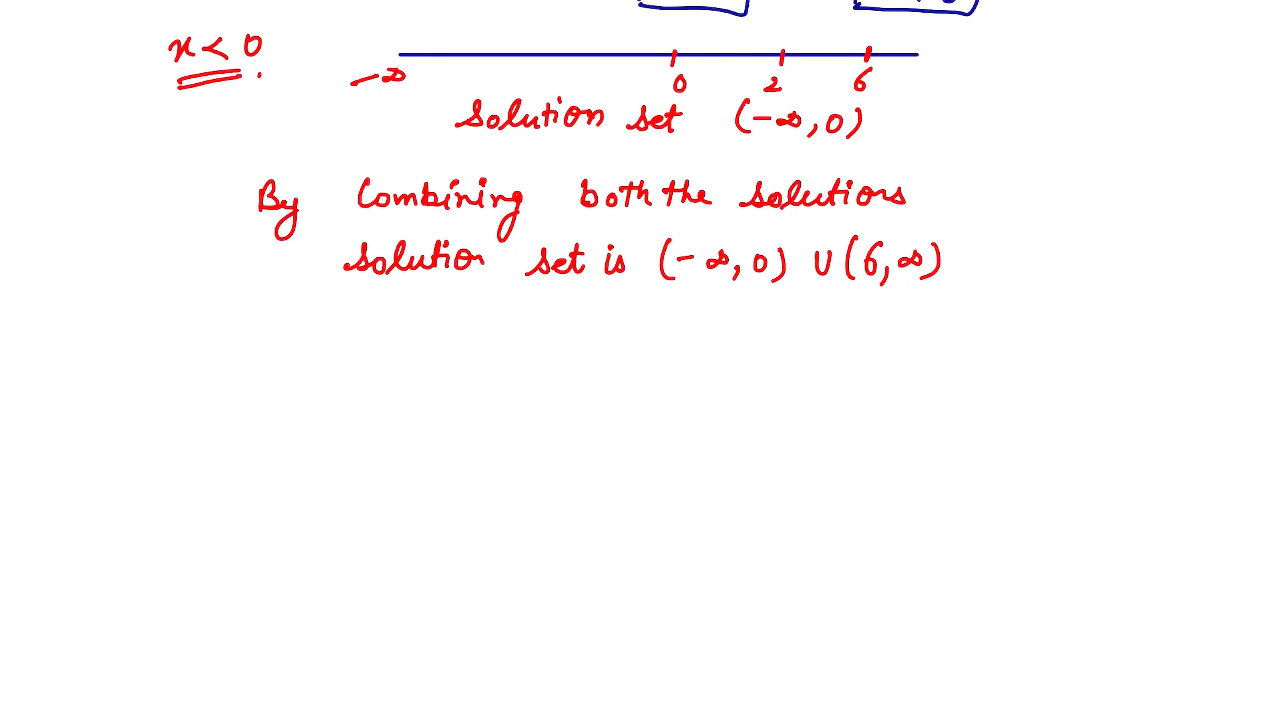 x < 0.
-∞ 0 2 6
Solution set (-∞, 0)
By Combining both the solutions
solution set is (-∞, 0) ∪ (6, ∞)